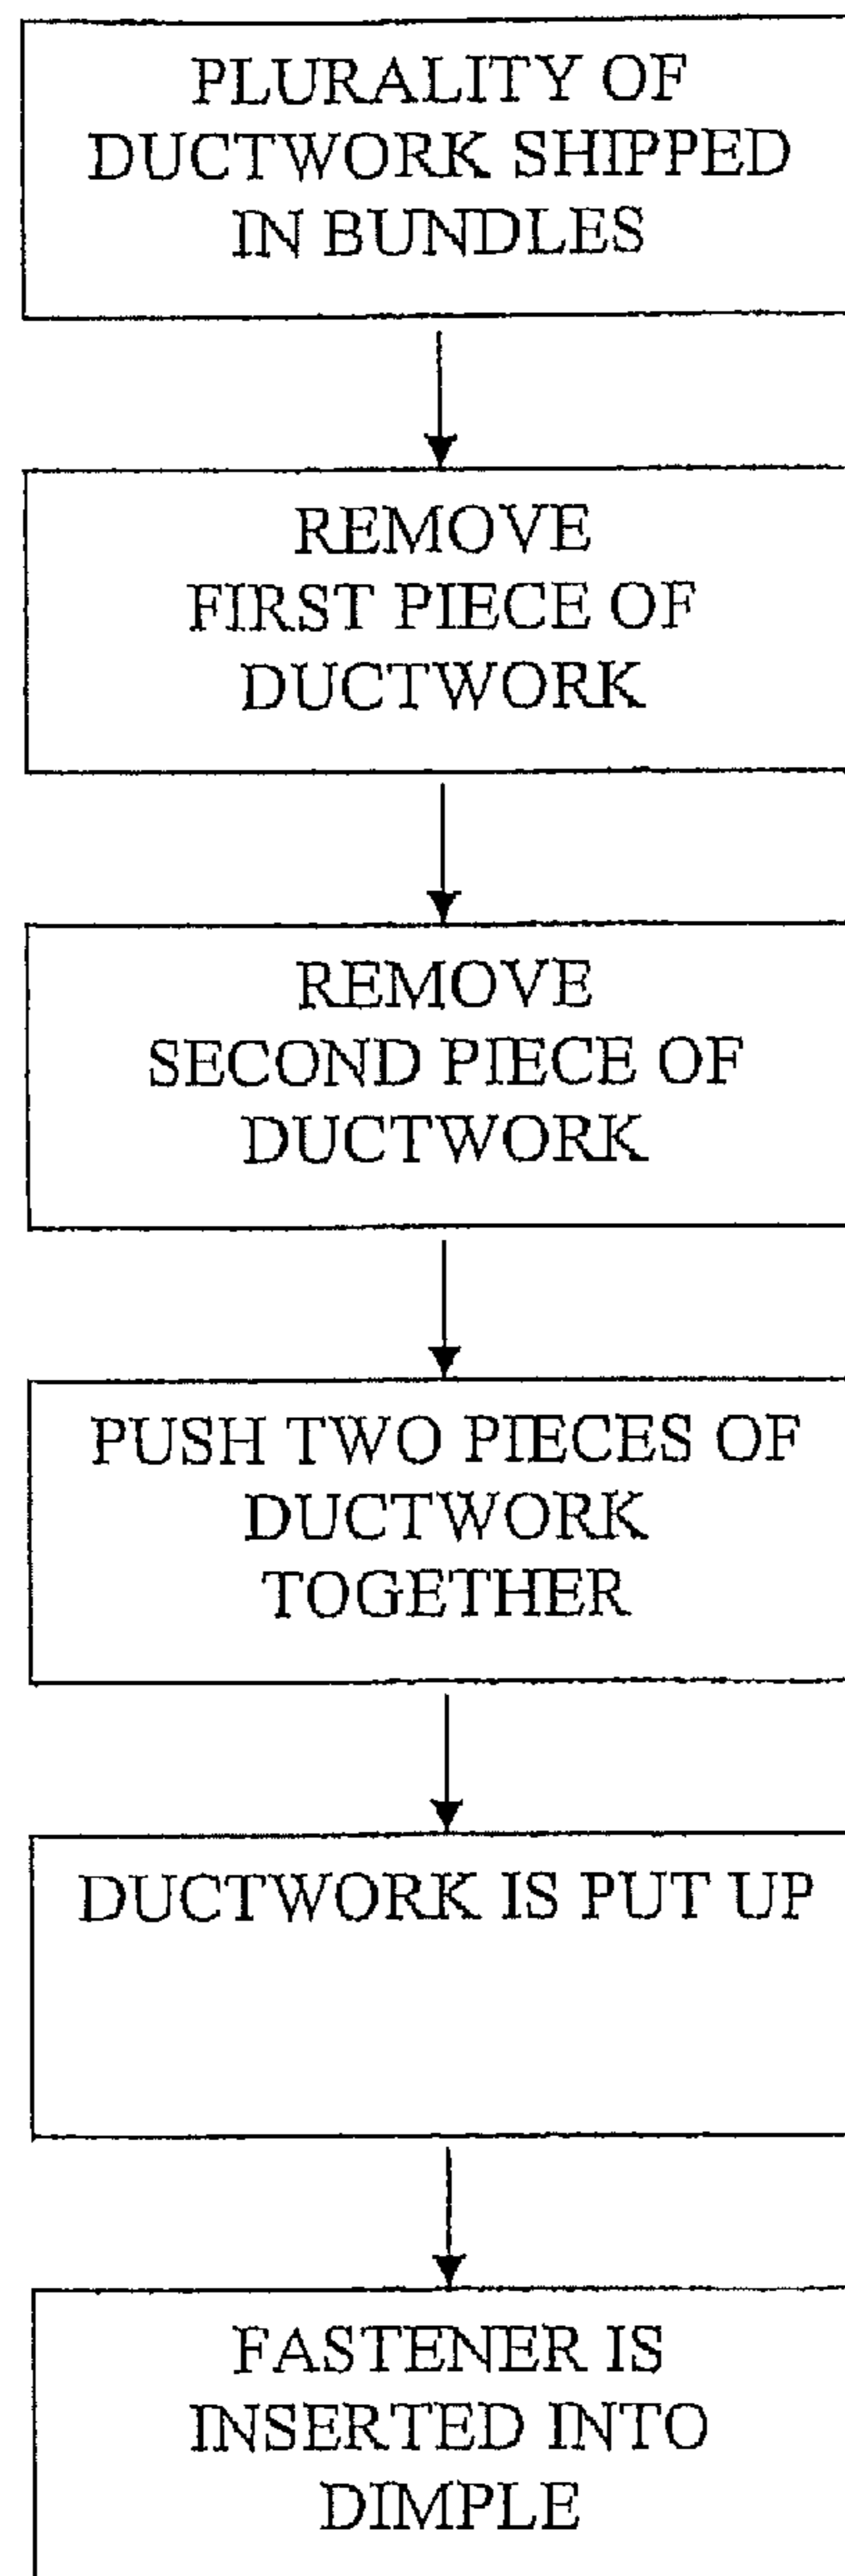 PLURALITY OF
DUCTWORK SHIPPED
IN BUNDLES
REMOVE
FIRST PIECE OF
DUCTWORK
REMOVE
SECOND PIECE OF
DUCTWORK
PUSH TWO PIECES OF
DUCTWORK
TOGETHER
DUCTWORK IS PUT UP
FASTENER IS
INSERTED INTO
DIMPLE